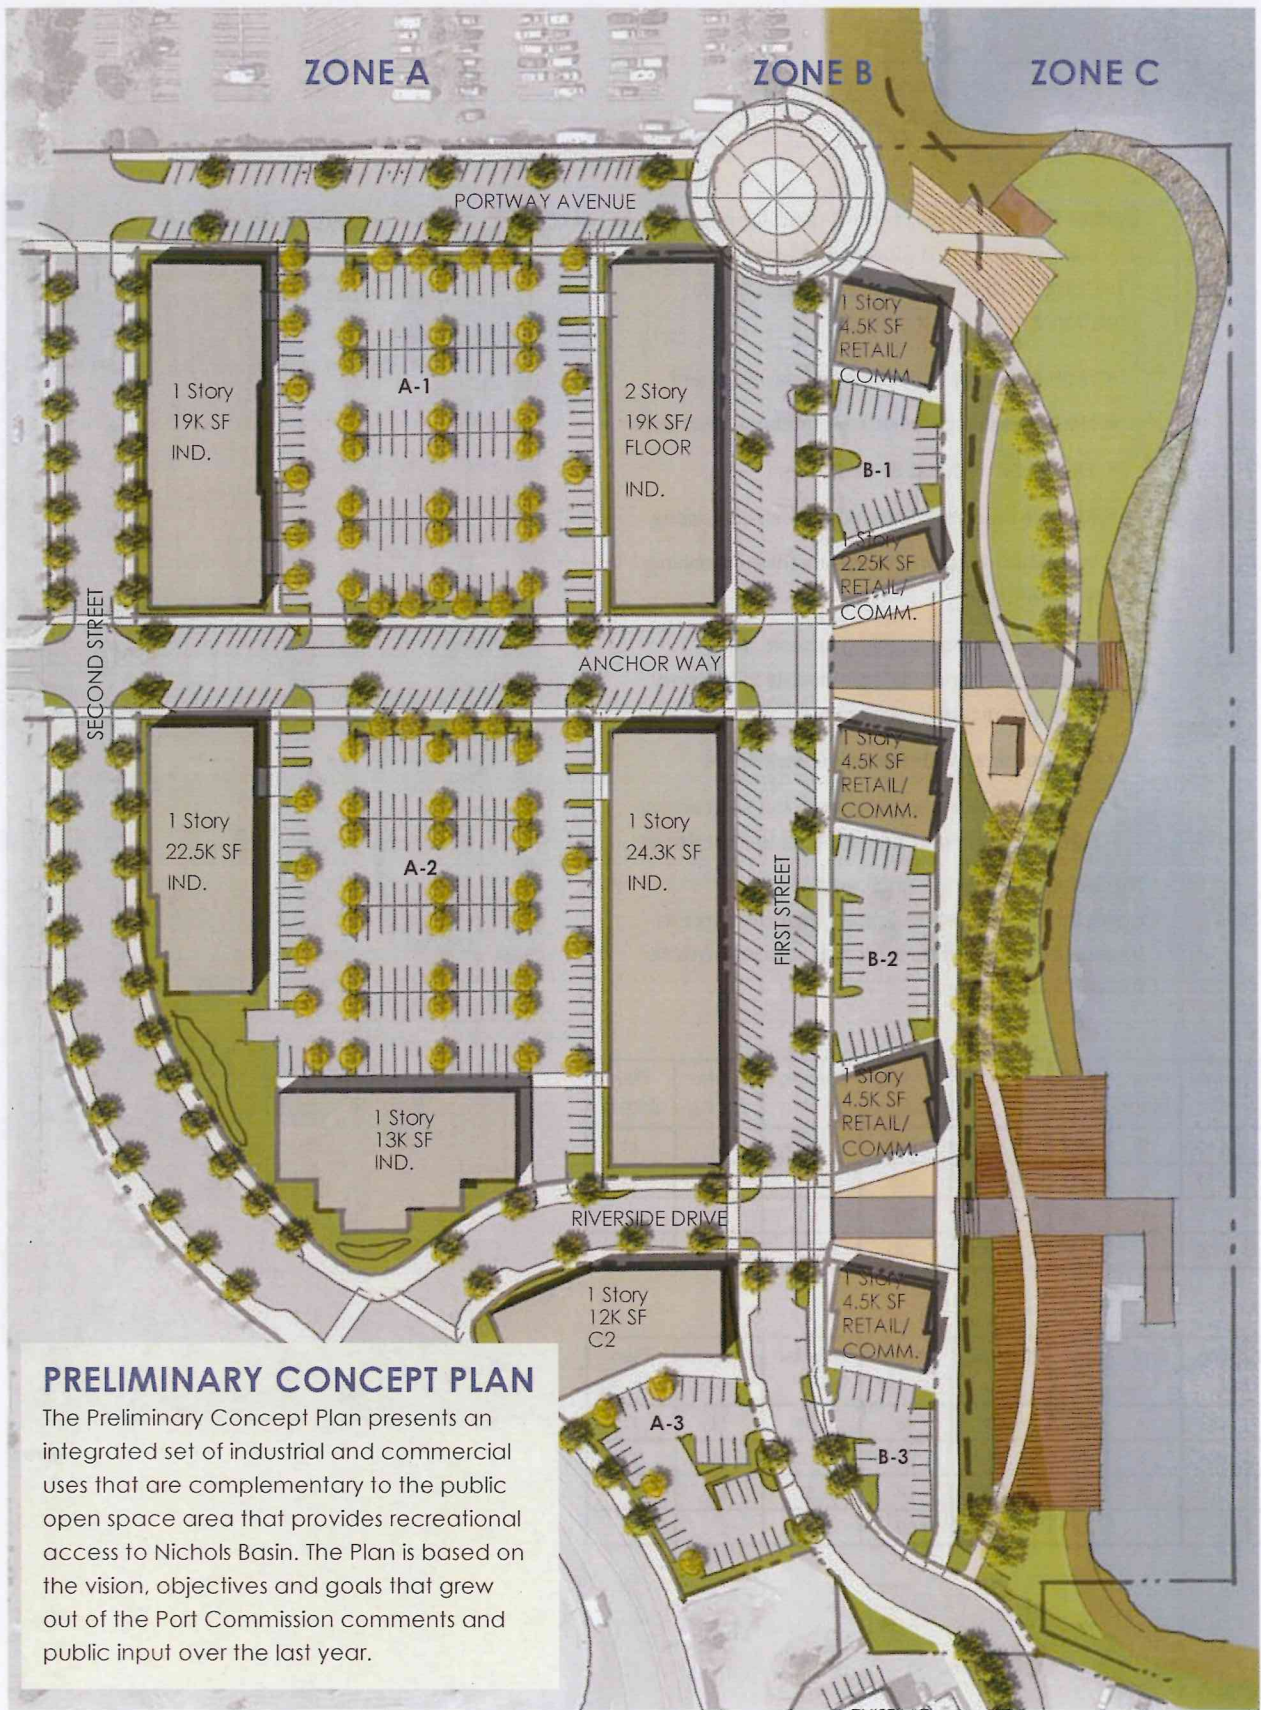 ZONE A
ZONE B
ZONE C
PORTWAY AVENUE
1 Story
19K SF
IND.
A-1
2 Story
19K SF/
FLOOR
IND.
1 Story
4.5K SF
RETAIL/
COMM.
B-1
1 Story
2.25K SF
RETAIL/
COMM.
SECOND STREET
ANCHOR WAY
1 Story
22.5K SF
IND.
A-2
1 Story
24.3K SF
IND.
FIRST STREET
1 Story
4.5K SF
RETAIL/
COMM.
B-2
1 Story
4.5K SF
RETAIL/
COMM.
1 Story
13K SF
IND.
RIVERSIDE DRIVE
1 Story
12K SF
C2
1 Story
4.5K SF
RETAIL/
COMM.
A-3
B-3
PRELIMINARY CONCEPT PLAN
The Preliminary Concept Plan presents an
integrated set of industrial and commercial
uses that are complementary to the public
open space area that provides recreational
access to Nichols Basin. The Plan is based on
the vision, objectives and goals that grew
out of the Port Commission comments and
public input over the last year.